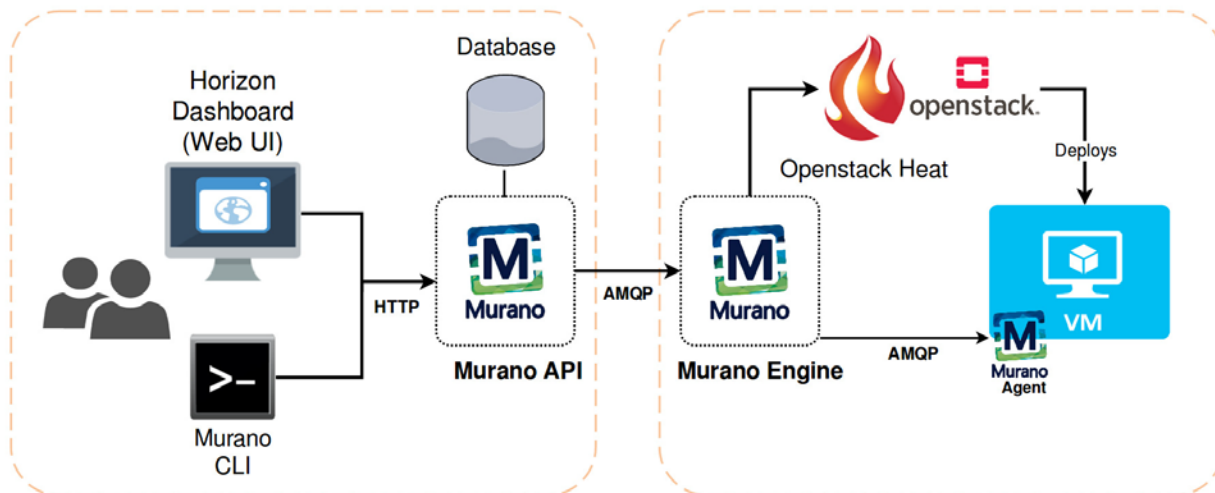 Horizon
Dashboard
(Web UI)
Database
HTTP
M
Murano
Murano API
>-
Murano
CLI
AMQP
M
Murano
Murano Engine
openstack.
Openstack Heat
Deploys
VM
AMQP
M
Murano
Agent